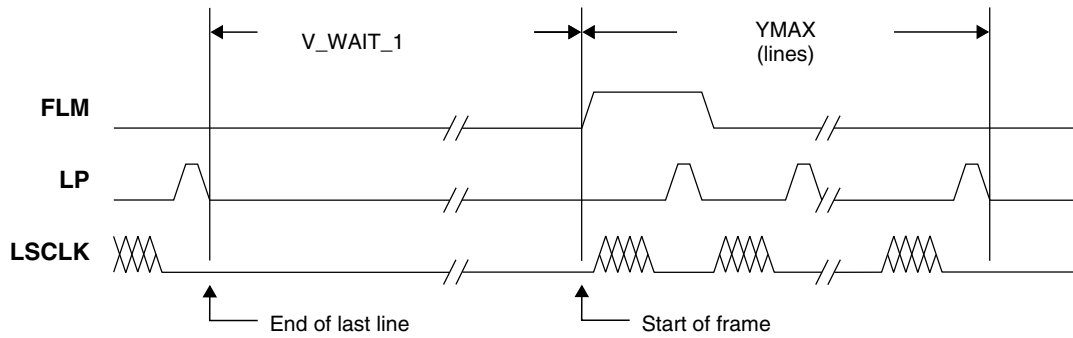 V_WAIT_1
YMAX
(lines)
FLM
LP
LSCLK
End of last line
Start of frame